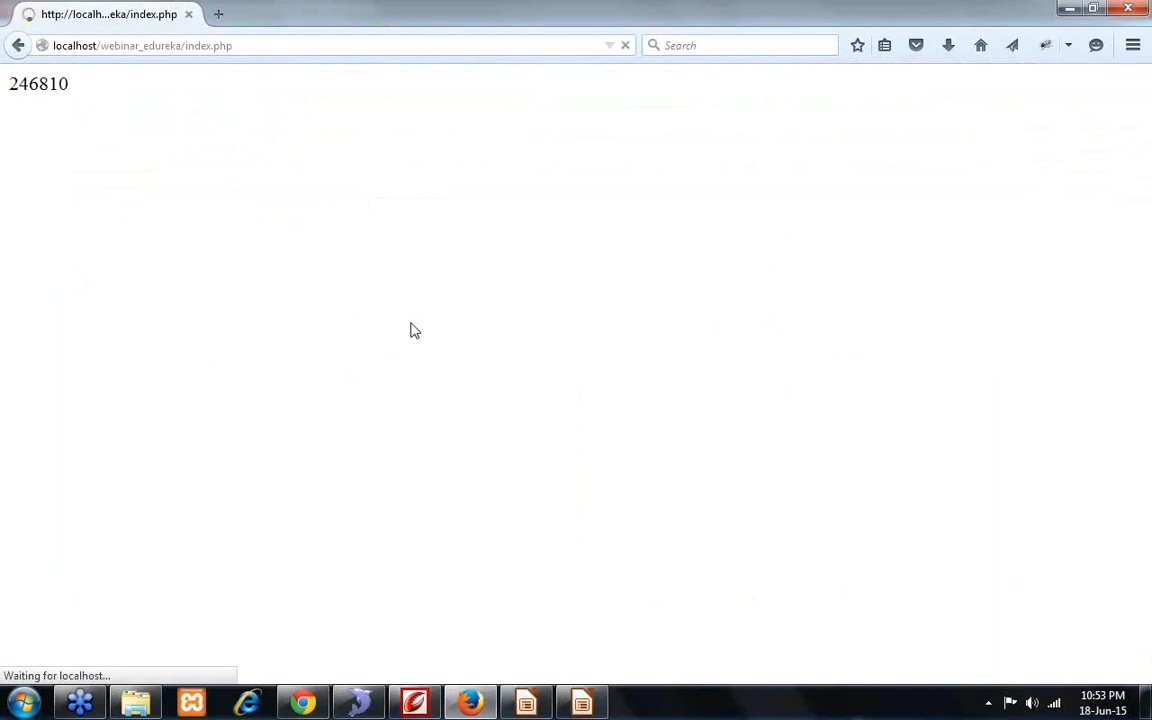 http://localh...eka/index.php
localhost/webinar_edureka/index.php
Search
246810
Waiting for localhost...
10:53 PM
18-Jun-15